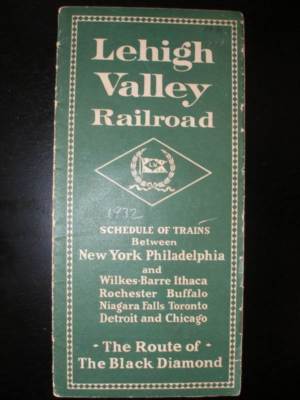 Lehigh
Valley
Railroad
1932
SCHEDULE OF TRAINS
Between
New York Philadelphia
and
Wilkes-Barre Ithaca
Rochester Buffalo
Niagara Falls Toronto
Detroit and Chicago
- The Route of -
The Black Diamond